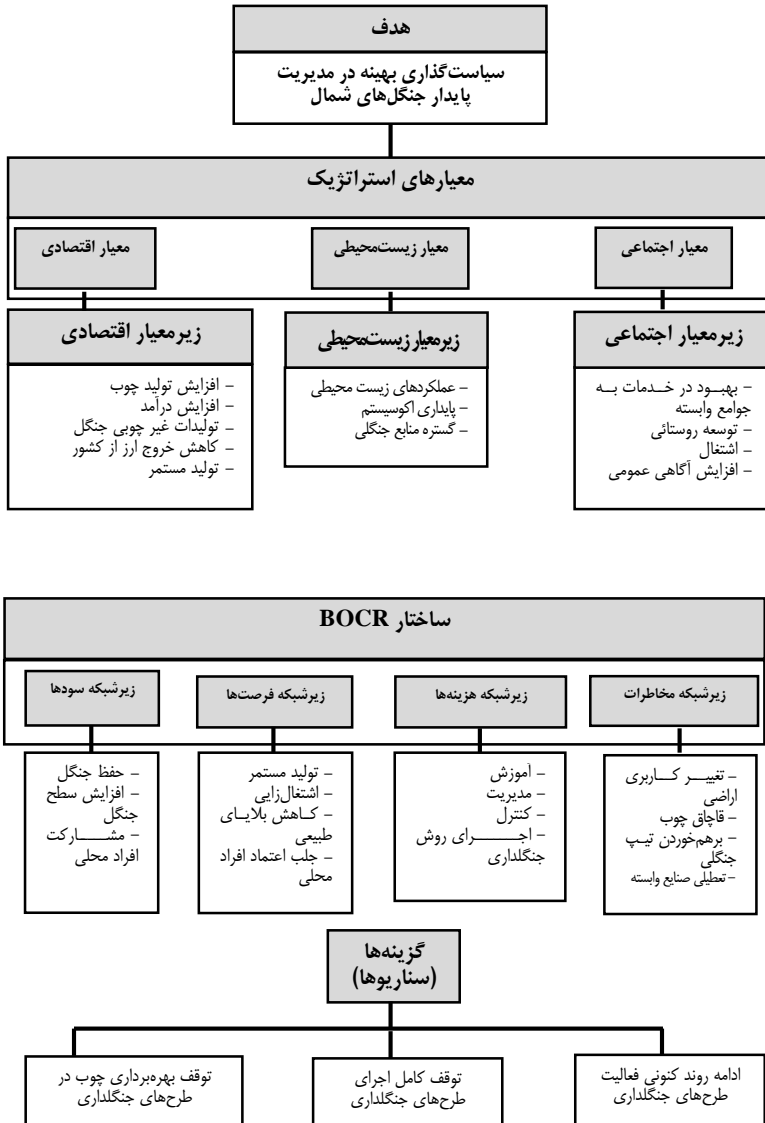 هدف
سیاست‌گذاری بهینه در مدیریت
پایدار جنگل‌های شمال
معیارهای استراتژیک
معیار اجتماعی
معیار زیست‌محیطی
معیار اقتصادی
زیرمعیار اجتماعی
– بهبود در خدمات به
جوامع وابسته
– توسعه روستائی
– اشتغال
– افزایش آگاهی عمومی
زیرمعیار زیست‌محیطی
– عملکردهای زیست محیطی
– پایداری اکوسیستم
– گستره منابع جنگلی
زیرمعیار اقتصادی
– افزایش تولید چوب
– افزایش درآمد
– تولیدات غیر چوبی جنگل
– کاهش خروج ارز از کشور
– تولید مستمر
ساختار BOCR
زیرشبکه مخاطرات
زیرشبکه هزینه‌ها
زیرشبکه فرصت‌ها
زیرشبکه سودها
– تغییر کاربری
اراضی
– قاچاق چوب
– برهم‌خوردن تیپ
جنگلی
– تعطیلی صنایع وابسته
– آموزش
– مدیریت
– کنترل
– اجرای روش
جنگلداری
– تولید مستمر
– اشتغال‌زایی
– کاهش بلایای
طبیعی
– جلب اعتماد افراد
محلی
– حفظ جنگل
– افزایش سطح
جنگل
– مشارکت
افراد محلی
گزینه‌ها
(سناریوها)
ادامه روند کنونی فعالیت
طرح‌های جنگلداری
توقف کامل اجرای
طرح‌های جنگلداری
توقف بهره‌برداری چوب در
طرح‌های جنگلداری